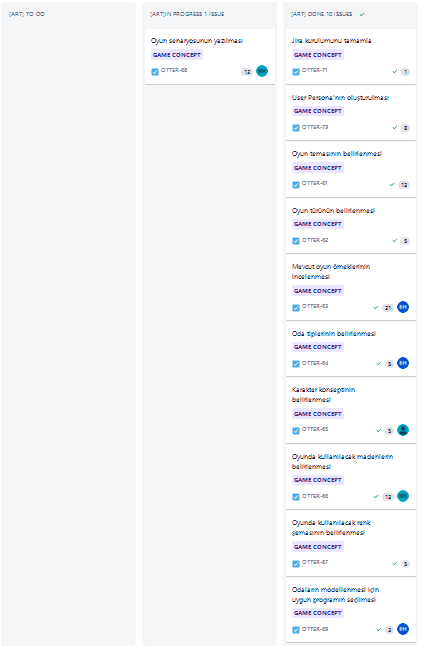 [ART] TO DO
[ART] IN PROGRESS 1 ISSUE
Oyun senaryosunun yazılması
GAME CONCEPT
OTTER-68
12
[ART] DONE 10 ISSUES
Jira kurulumunu tamamla
GAME CONCEPT
OTTER-71
1
User Persona'nın oluşturulması
GAME CONCEPT
OTTER-79
8
Oyun temasının belirlenmesi
GAME CONCEPT
OTTER-61
12
Oyun türünün belirlenmesi
GAME CONCEPT
OTTER-62
5
Mevcut oyun örneklerinin
incelenmesi
GAME CONCEPT
OTTER-63
21
BH
Oda tiplerinin belirlenmesi
GAME CONCEPT
OTTER-64
5
BH
Karakter konseptinin
belirlenmesi
GAME CONCEPT
OTTER-65
5
Oyunda kullanılacak madenlerin
belirlenmesi
GAME CONCEPT
OTTER-66
12
Oyunda kullanılacak renk
şemasının belirlenmesi
GAME CONCEPT
OTTER-67
5
Odaların modellenmesi için
uygun programın seçilmesi
GAME CONCEPT
OTTER-69
BH